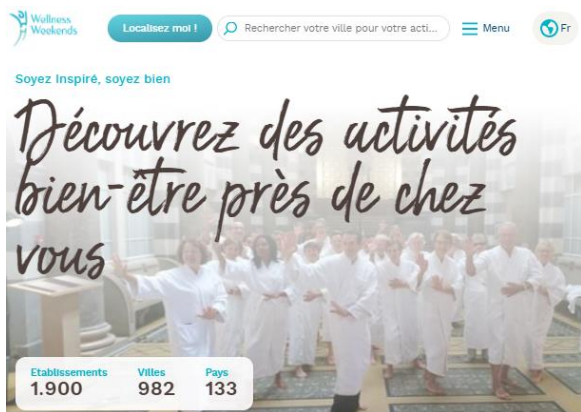 Wellness
Weekends
Localisez moi !
Rechercher votre ville pour votre acti...
Menu
Fr
Soyez Inspiré, soyez bien
Découvrez des activités
bien-être près de chez
vous
Etablissements Villes Pays
1.900 982 133